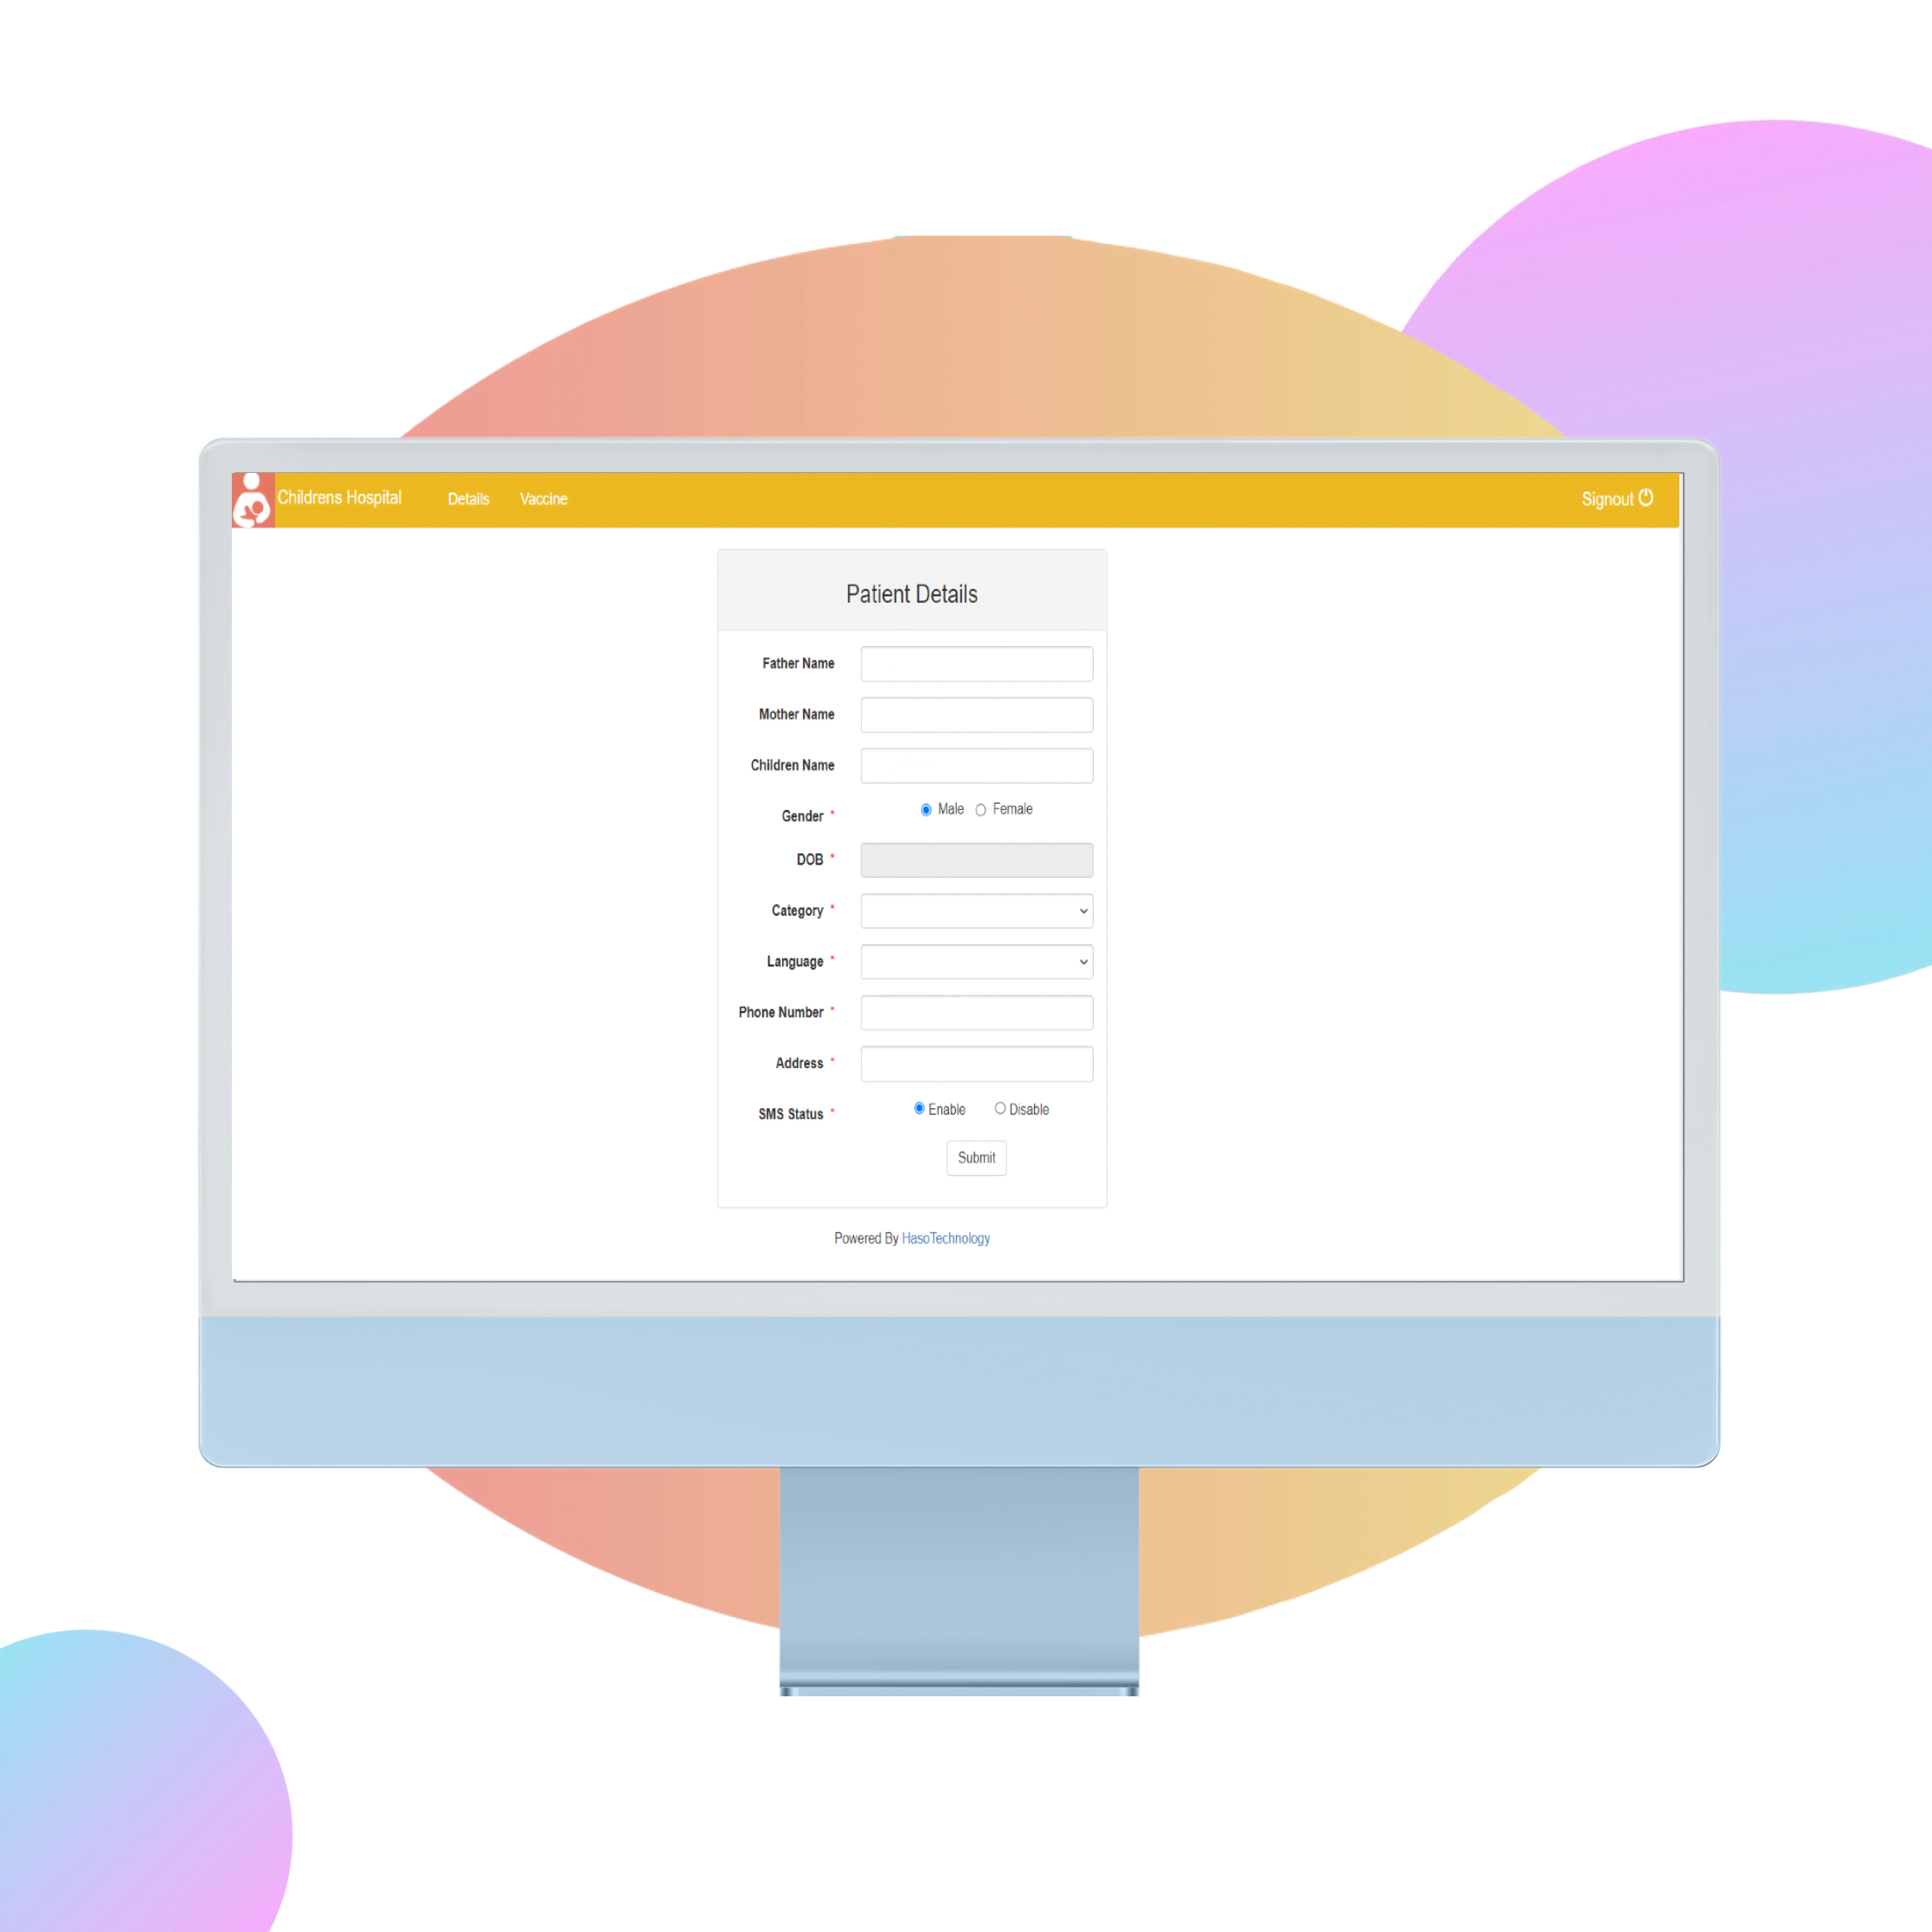 Childrens Hospital Details Vaccine Signout
Patient Details
Father Name
Mother Name
Children Name
Gender * Male Female
DOB *
Category *
Language *
Phone Number *
Address *
SMS Status * Enable Disable
Submit
Powered By HasoTechnology